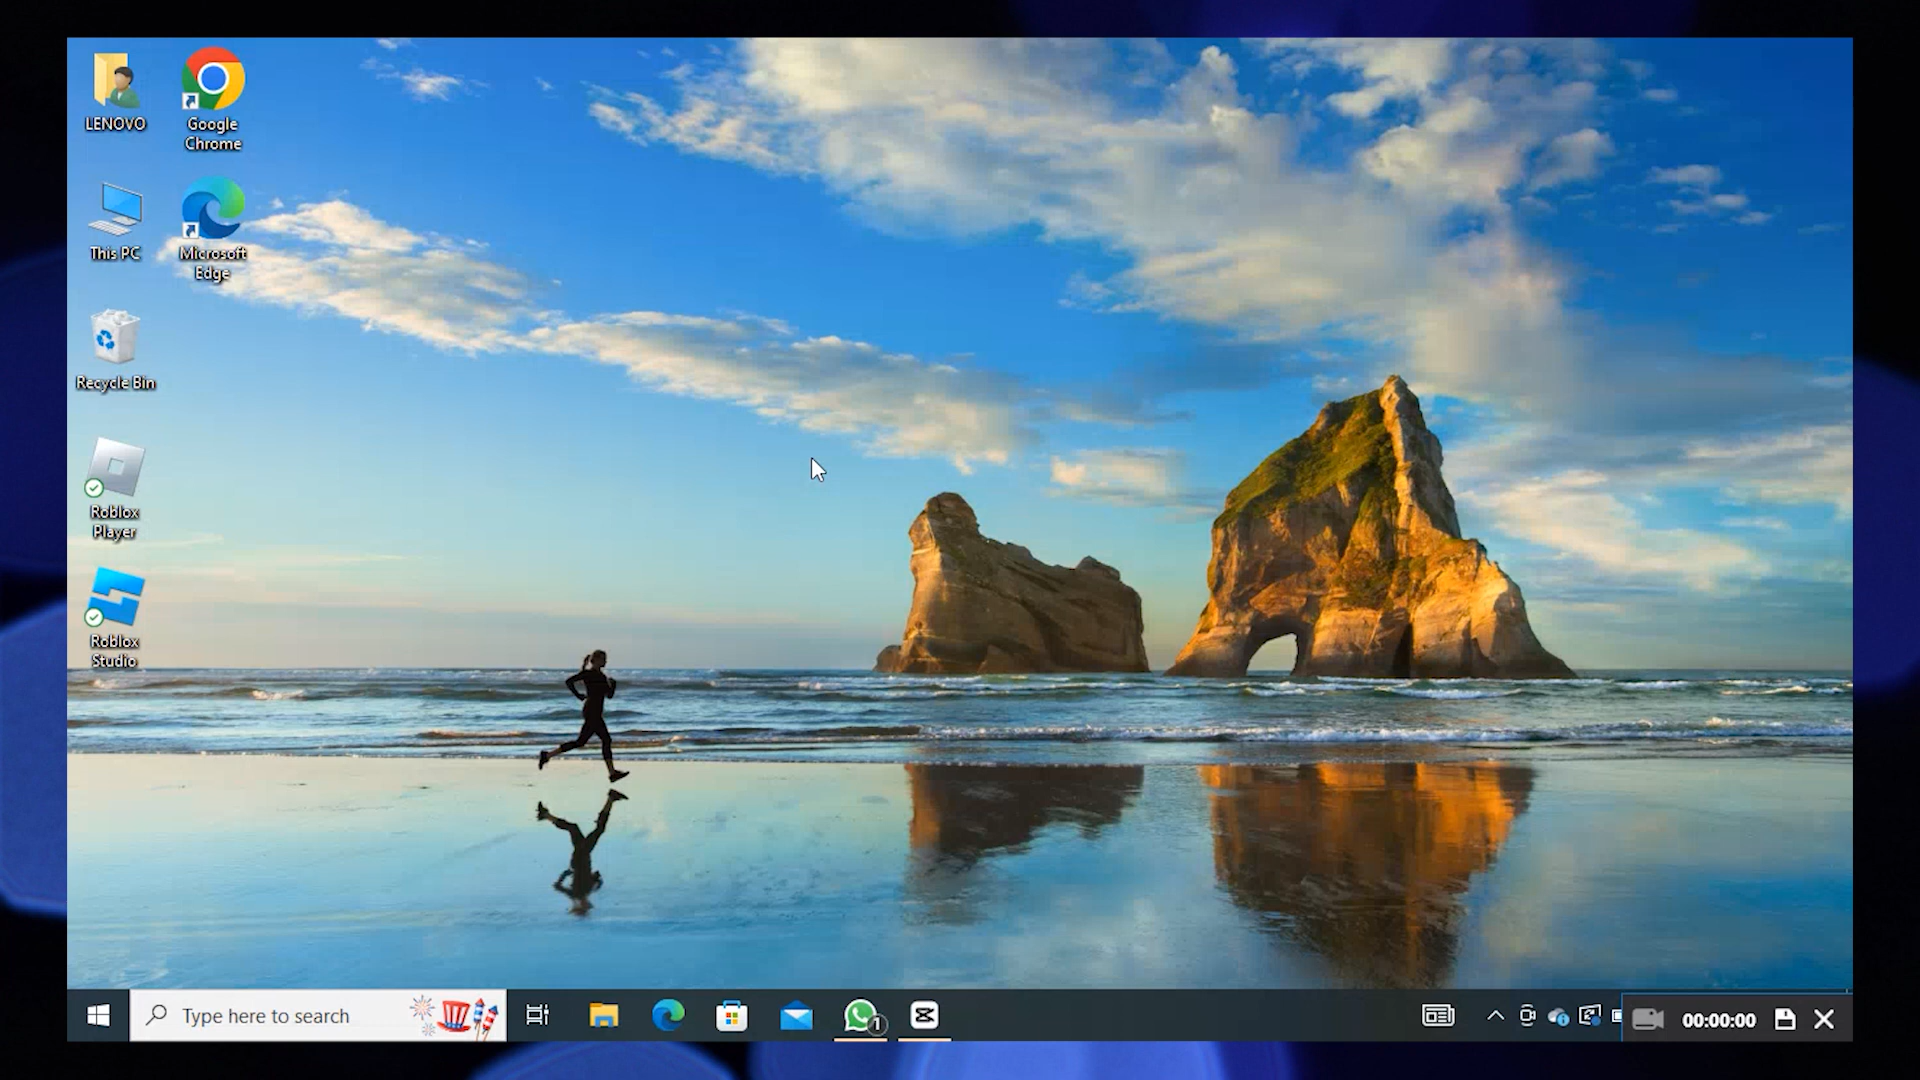 LENOVO
Google
Chrome
This PC
Microsoft
Edge
Recycle Bin
Roblox
Player
Roblox
Studio
Type here to search
1
00:00:00